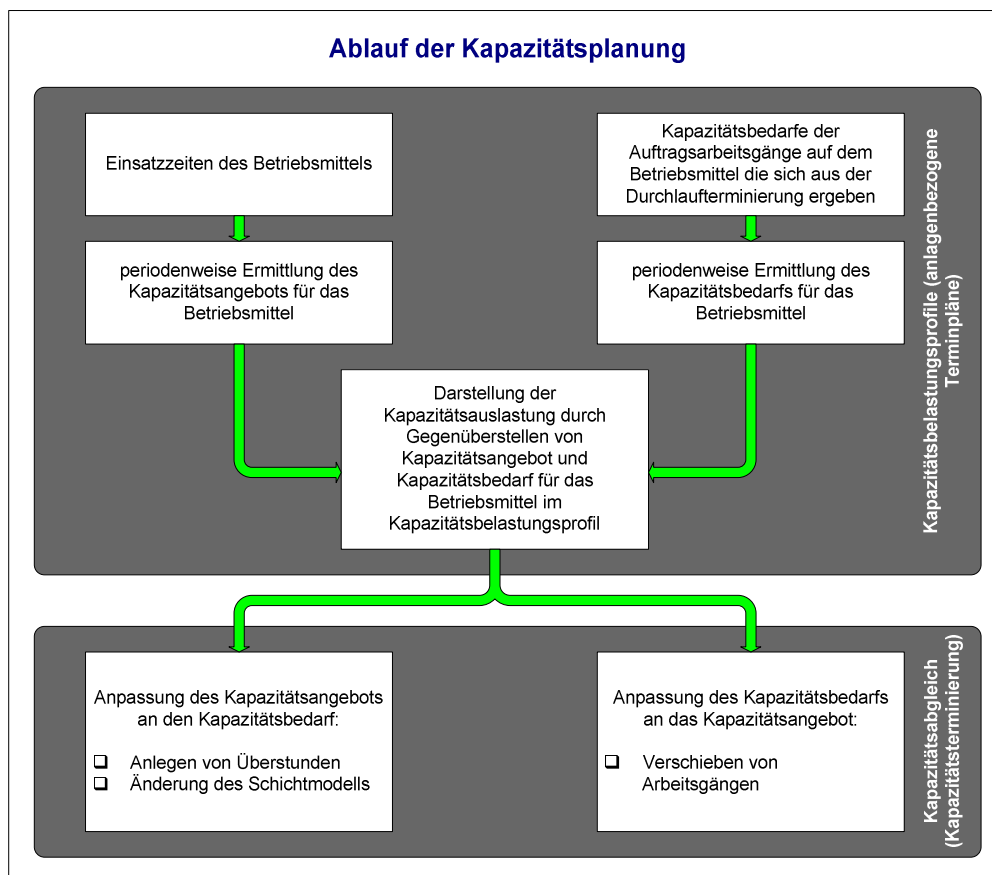 Ablauf der Kapazitätsplanung
Einsatzzeiten des Betriebsmittels
Kapazitätsbedarfe der
Auftragsarbeitsgänge auf dem
Betriebsmittel die sich aus der
Durchlaufterminierung ergeben
periodenweise Ermittlung des
Kapazitätsangebots für das
Betriebsmittel
periodenweise Ermittlung des
Kapazitätsbedarfs für das
Betriebsmittel
Darstellung der
Kapazitätsauslastung durch
Gegenüberstellen von
Kapazitätsangebot und
Kapazitätsbedarf für das
Betriebsmittel im
Kapazitätsbelastungsprofil
Kapazitätsbelastungsprofile (anlagenbezogene
Terminpläne)
Anpassung des Kapazitätsangebots
an den Kapazitätsbedarf:
❑ Anlegen von Überstunden
❑ Änderung des Schichtmodells
Anpassung des Kapazitätsbedarfs
an das Kapazitätsangebot:
❑ Verschieben von
Arbeitsgängen
Kapazitätsabgleich
(Kapazitätsterminierung)